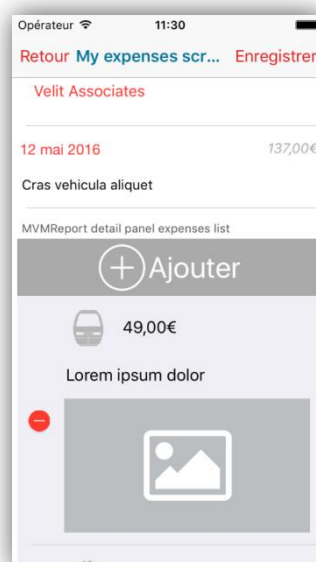 Opérateur 11:30
Retour My expenses scr... Enregistrer
Velit Associates
12 mai 2016 137,00€
Cras vehicula aliquet
MVMReport detail panel expenses list
Ajouter
49,00€
Lorem ipsum dolor